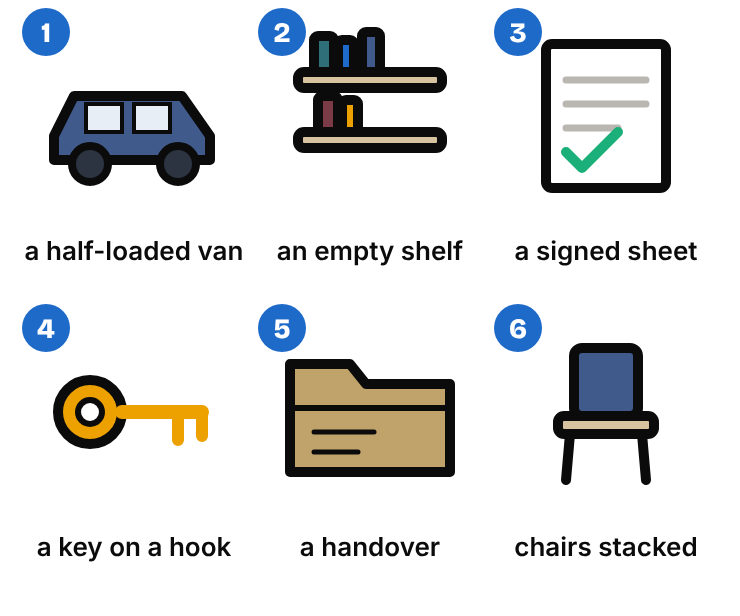 1
a half-loaded van
2
an empty shelf
3
a signed sheet
4
a key on a hook
5
a handover
6
chairs stacked